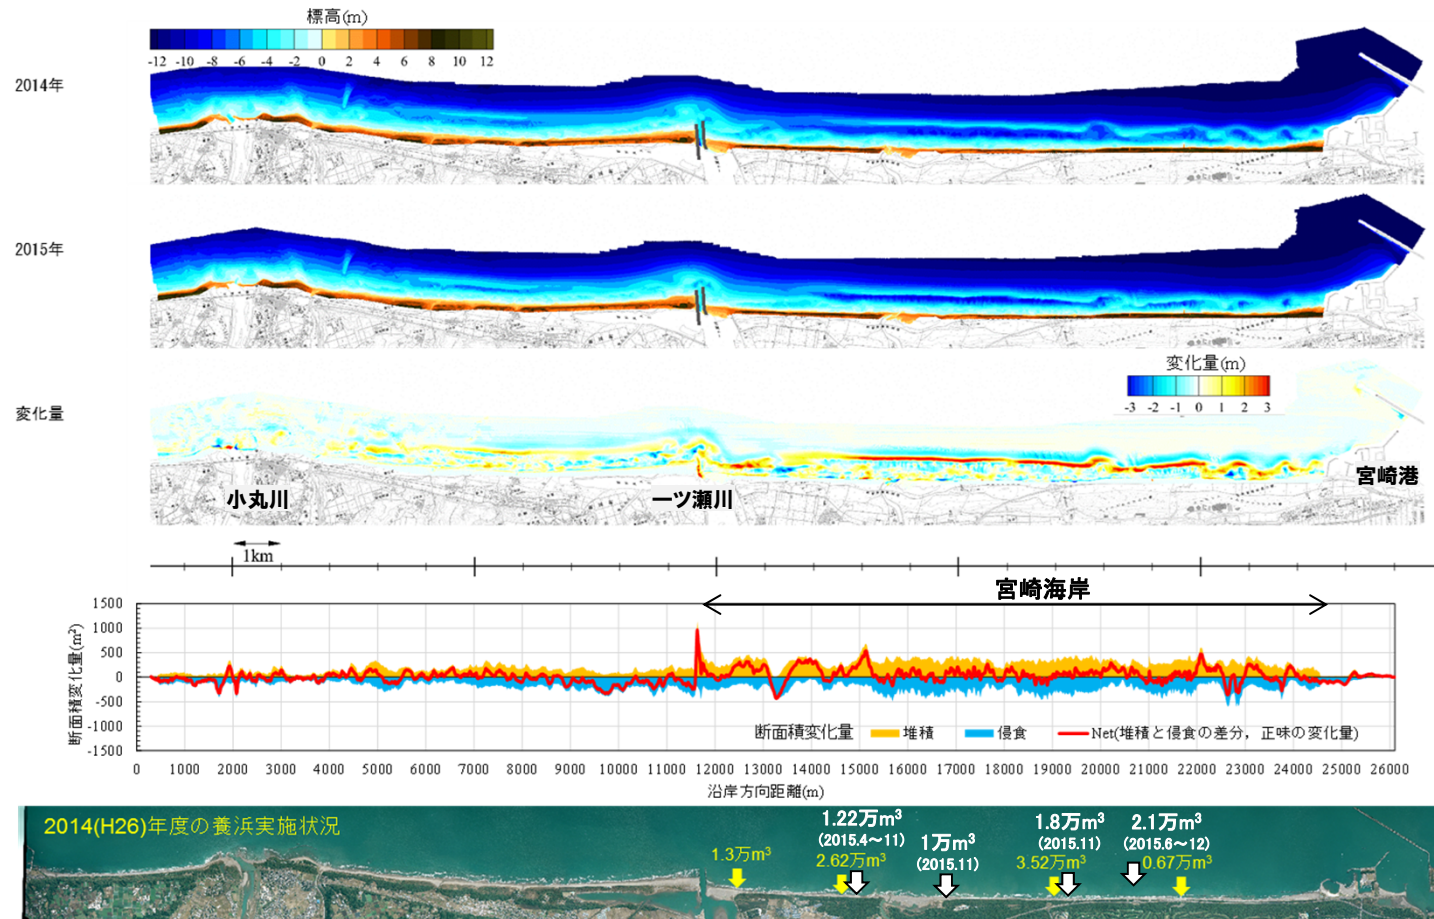 標高(m)
-12 -10 -8 -6 -4 -2 0 2 4 6 8 10 12
2014年
2015年
変化量(m)
-3 -2 -1 0 1 2 3
変化量
小丸川
一ツ瀬川
宮崎港
1km
宮崎海岸
断面積変化量(m²)
1500
1000
500
0
-500
-1000
-1500
断面積変化量 堆積 侵食 Net(堆積と侵食の差分，正味の変化量)
0 1000 2000 3000 4000 5000 6000 7000 8000 9000 10000 11000 12000 13000 14000 15000 16000 17000 18000 19000 20000 21000 22000 23000 24000 25000 26000
沿岸方向距離(m)
2014(H26)年度の養浜実施状況
1.3万m³
1.22万m³
(2015.4～11)
2.62万m³
1万m³
(2015.11)
1.8万m³
(2015.11)
3.52万m³
2.1万m³
(2015.6～12)
0.67万m³